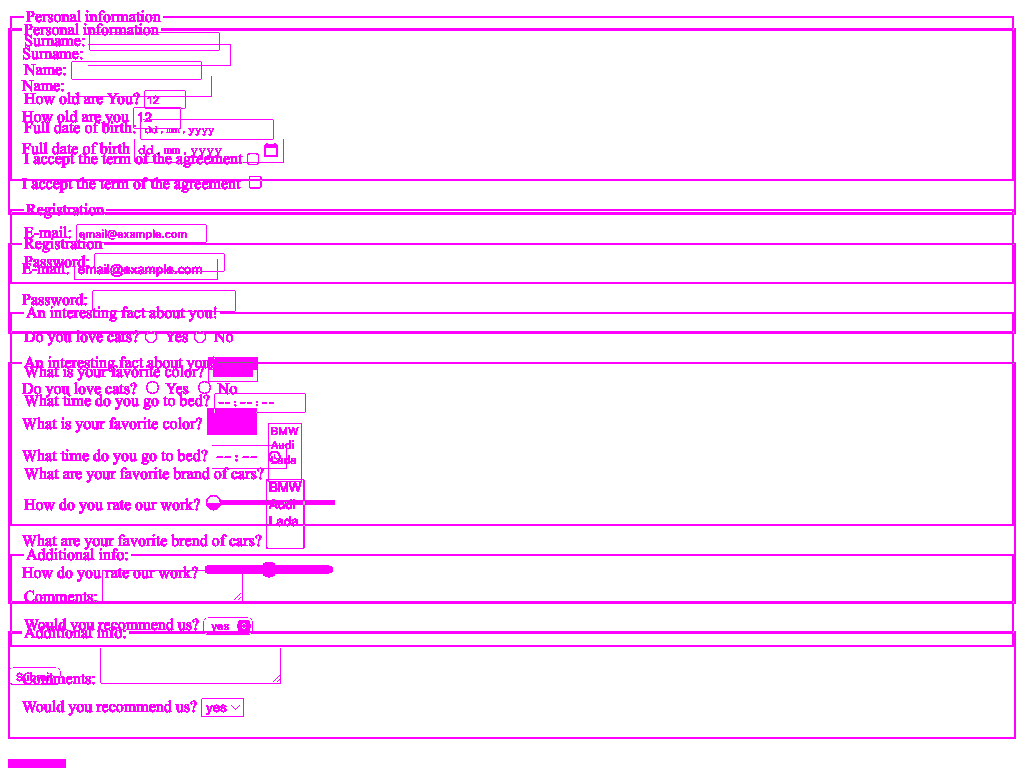 Personal information
Personal information
Surname:
Surname:
Name:
Name:
How old are You? 12
How old are you 12
Full date of birth: dd.mm.yyyy
Full date of birth dd.mm.yyyy
I accept the term of the agreement
I accept the term of the agreement
Registration
E-mail: email@example.com
Registration
Password:
E-mail: email@example.com
Password:
An interesting fact about you!
Do you love cats? Yes No
An interesting fact about you!
What is your favorite color?
Do you love cats? Yes No
What time do you go to bed? --:--:--
What is your favorite color?
BMW
Audi
Lada
What time do you go to bed? --:--
What are your favorite brand of cars?
BMW
Audi
Lada
How do you rate our work?
What are your favorite brend of cars?
Additional info:
How do you rate our work?
Comments:
Would you recommend us? yes
Additional info:
Submit
Comments:
Would you recommend us? yes